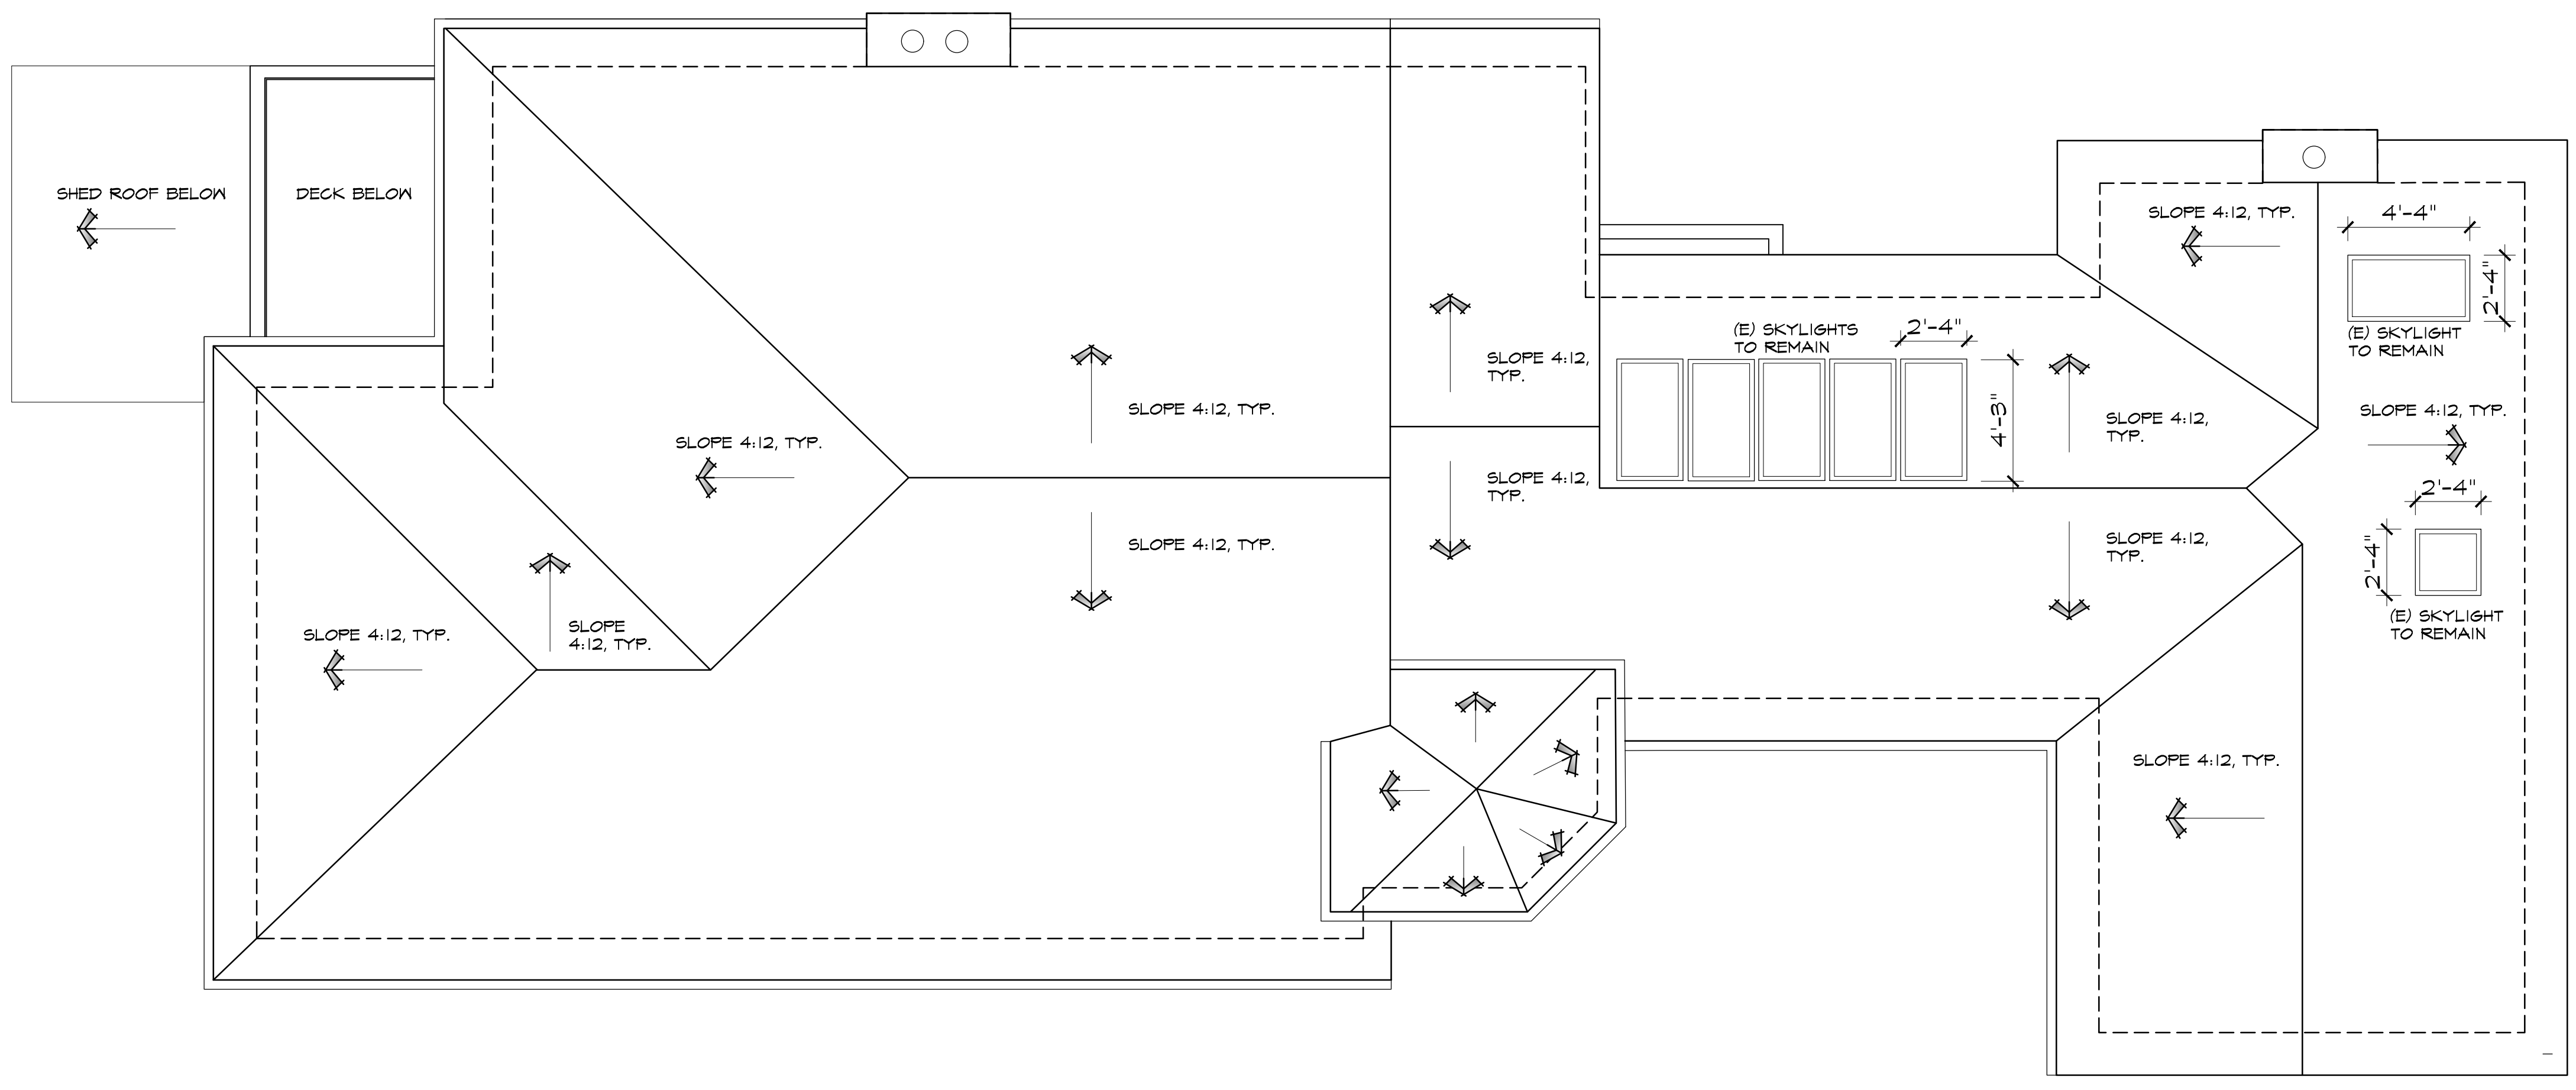 SHED ROOF BELOW
DECK BELOW
SLOPE 4:12, TYP.
4'-4"
2'-4"
(E) SKYLIGHTS
TO REMAIN
2'-4"
(E) SKYLIGHT
TO REMAIN
SLOPE 4:12,
TYP.
4'-3"
SLOPE 4:12, TYP.
SLOPE 4:12,
TYP.
SLOPE 4:12, TYP.
SLOPE 4:12, TYP.
SLOPE 4:12,
TYP.
2'-4"
SLOPE 4:12, TYP.
SLOPE 4:12,
TYP.
2'-4"
(E) SKYLIGHT
TO REMAIN
SLOPE 4:12, TYP.
SLOPE
4:12, TYP.
SLOPE 4:12, TYP.